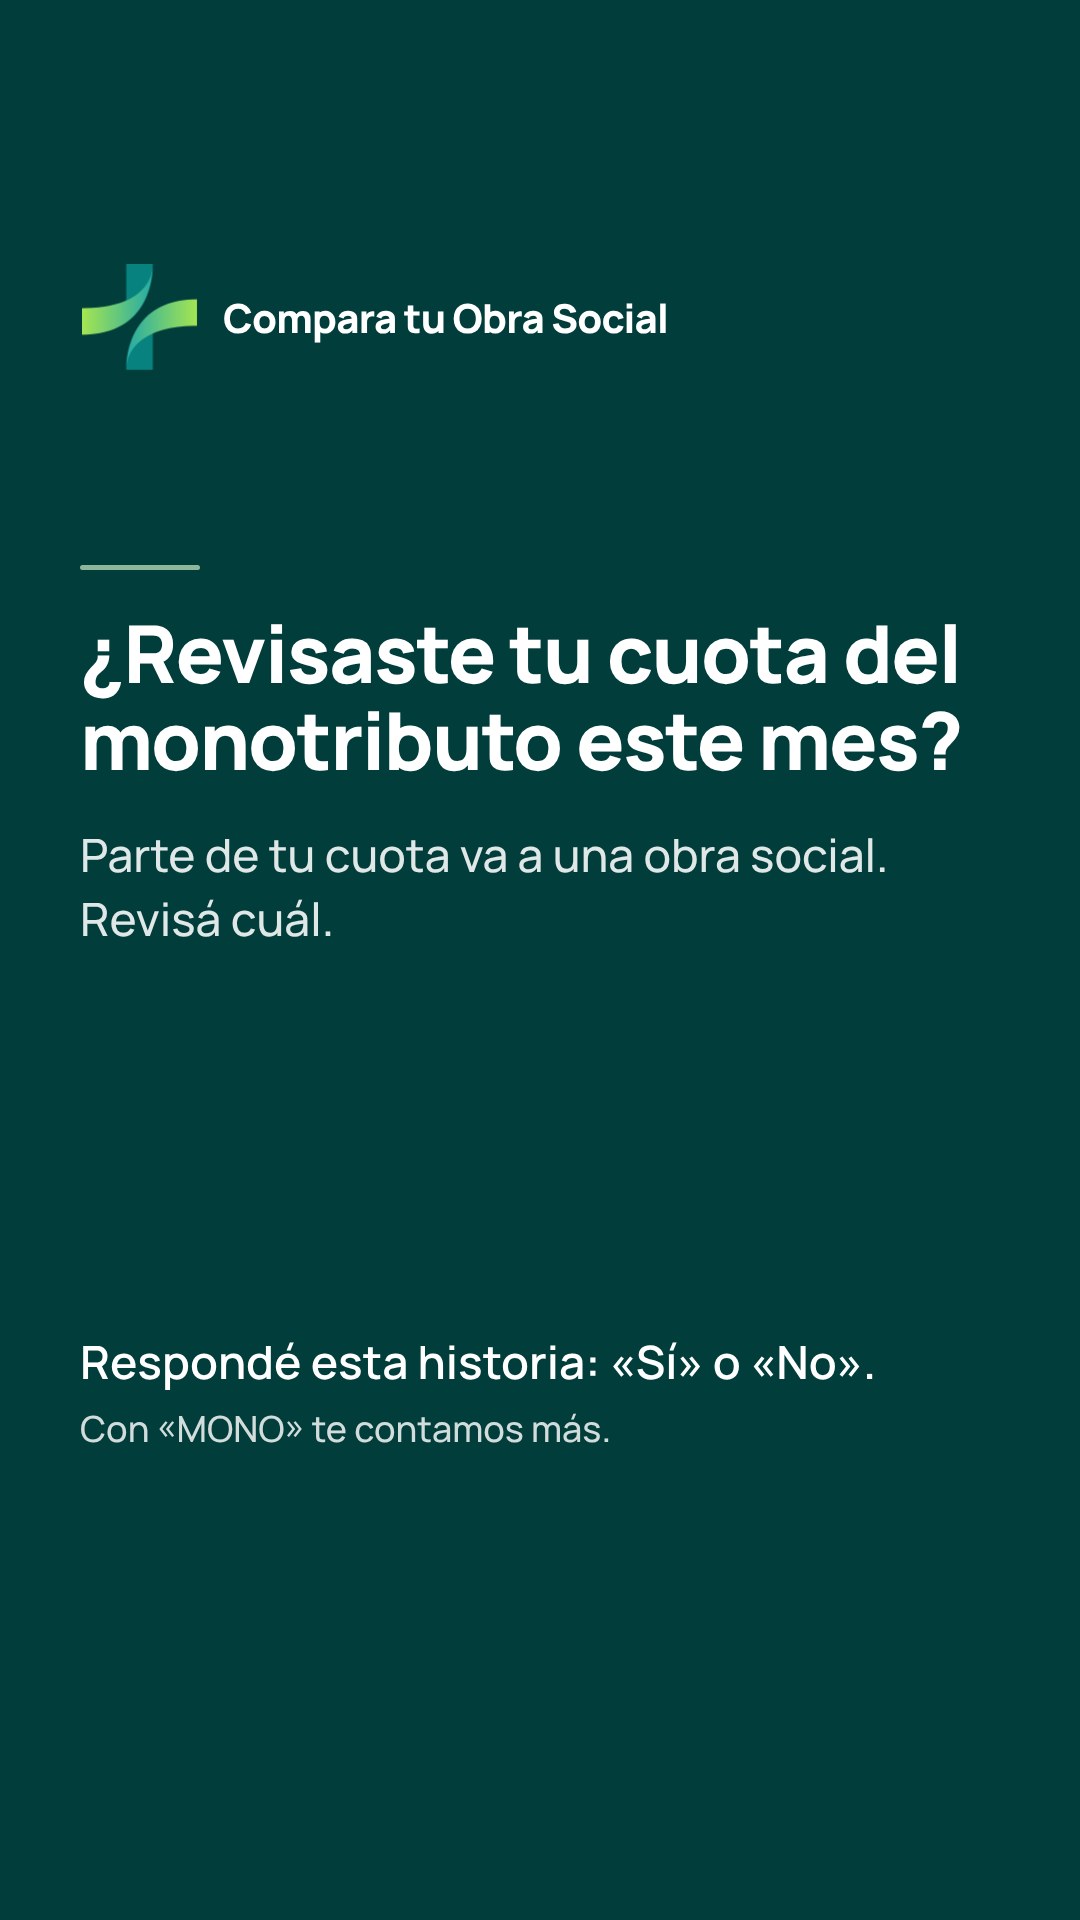 Compara tu Obra Social
¿Revisaste tu cuota del
monotributo este mes?
Parte de tu cuota va a una obra social.
Revisá cuál.
Respondé esta historia: «Sí» o «No».
Con «MONO» te contamos más.